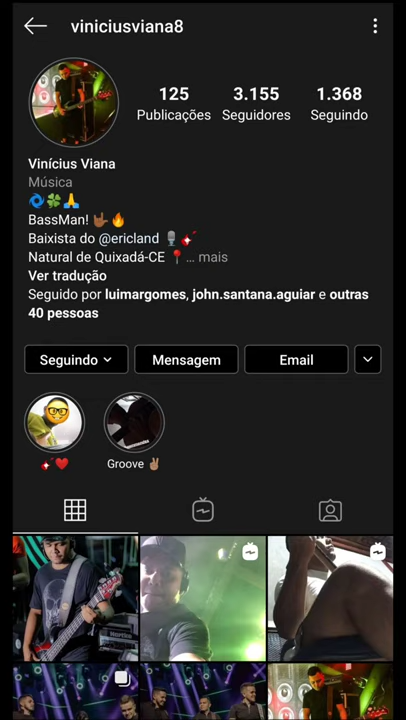 viniciusviana8
125 3.155 1.368
Publicações Seguidores Seguindo
Vinícius Viana
Música
🌀🍀🙏
BassMan! 🤟🏾🔥
Baixista do @ericland 🎙️🎸
Natural de Quixadá-CE 📍... mais
Ver tradução
Seguido por luimargomes, john.santana.aguiar e outras
40 pessoas
Seguindo Mensagem Email
🎸❤️ Groove ✌🏽